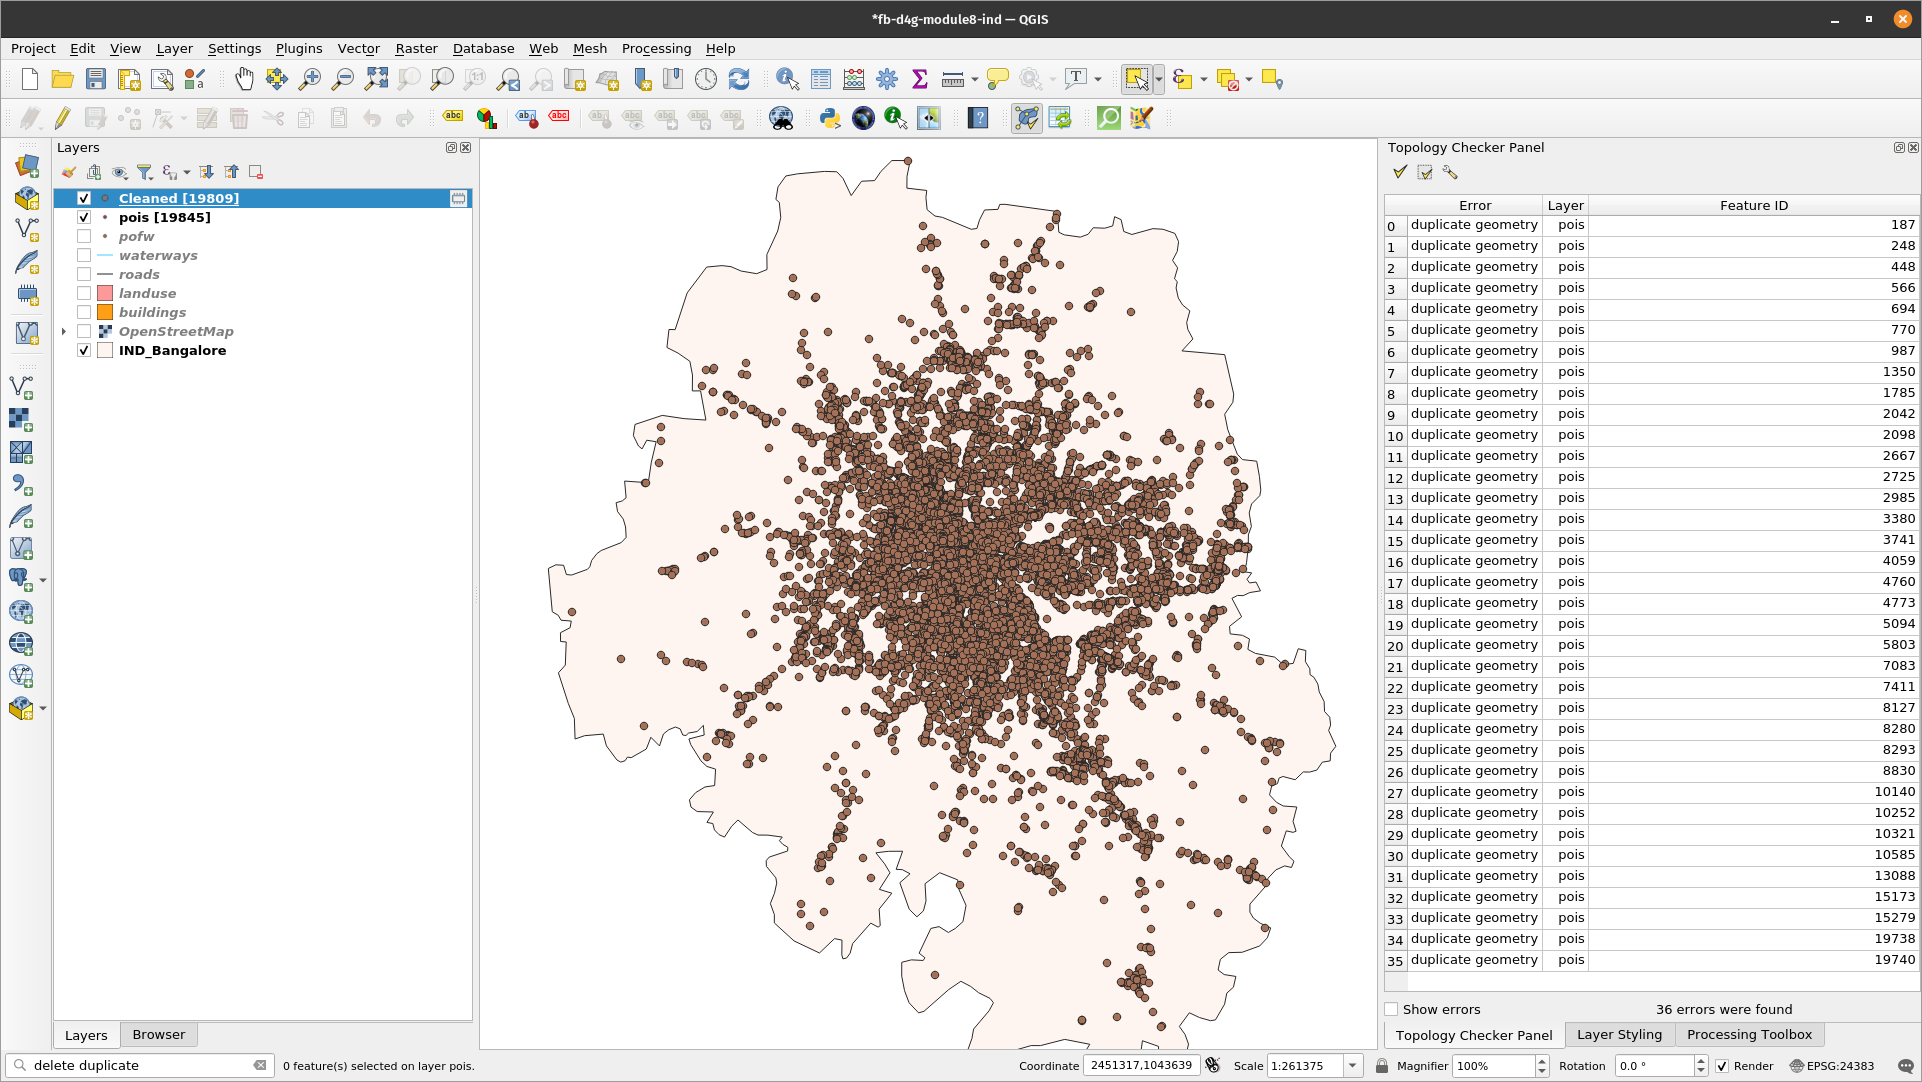 *fb-d4g-module8-ind — QGIS
Project Edit View Layer Settings Plugins Vector Raster Database Web Mesh Processing Help
Layers
Cleaned [19809]
pois [19845]
pofw
waterways
roads
landuse
buildings
OpenStreetMap
IND_Bangalore
Layers Browser
Topology Checker Panel
Error Layer Feature ID
0 duplicate geometry pois 187
1 duplicate geometry pois 248
2 duplicate geometry pois 448
3 duplicate geometry pois 566
4 duplicate geometry pois 694
5 duplicate geometry pois 770
6 duplicate geometry pois 987
7 duplicate geometry pois 1350
8 duplicate geometry pois 1785
9 duplicate geometry pois 2042
10 duplicate geometry pois 2098
11 duplicate geometry pois 2667
12 duplicate geometry pois 2725
13 duplicate geometry pois 2985
14 duplicate geometry pois 3380
15 duplicate geometry pois 3741
16 duplicate geometry pois 4059
17 duplicate geometry pois 4760
18 duplicate geometry pois 4773
19 duplicate geometry pois 5094
20 duplicate geometry pois 5803
21 duplicate geometry pois 7083
22 duplicate geometry pois 7411
23 duplicate geometry pois 8127
24 duplicate geometry pois 8280
25 duplicate geometry pois 8293
26 duplicate geometry pois 8830
27 duplicate geometry pois 10140
28 duplicate geometry pois 10252
29 duplicate geometry pois 10321
30 duplicate geometry pois 10585
31 duplicate geometry pois 13088
32 duplicate geometry pois 15173
33 duplicate geometry pois 15279
34 duplicate geometry pois 19738
35 duplicate geometry pois 19740
Show errors 36 errors were found
Topology Checker Panel Layer Styling Processing Toolbox
delete duplicate 0 feature(s) selected on layer pois. Coordinate 2451317,1043639 Scale 1:261375 Magnifier 100% Rotation 0.0 ° Render EPSG:24383